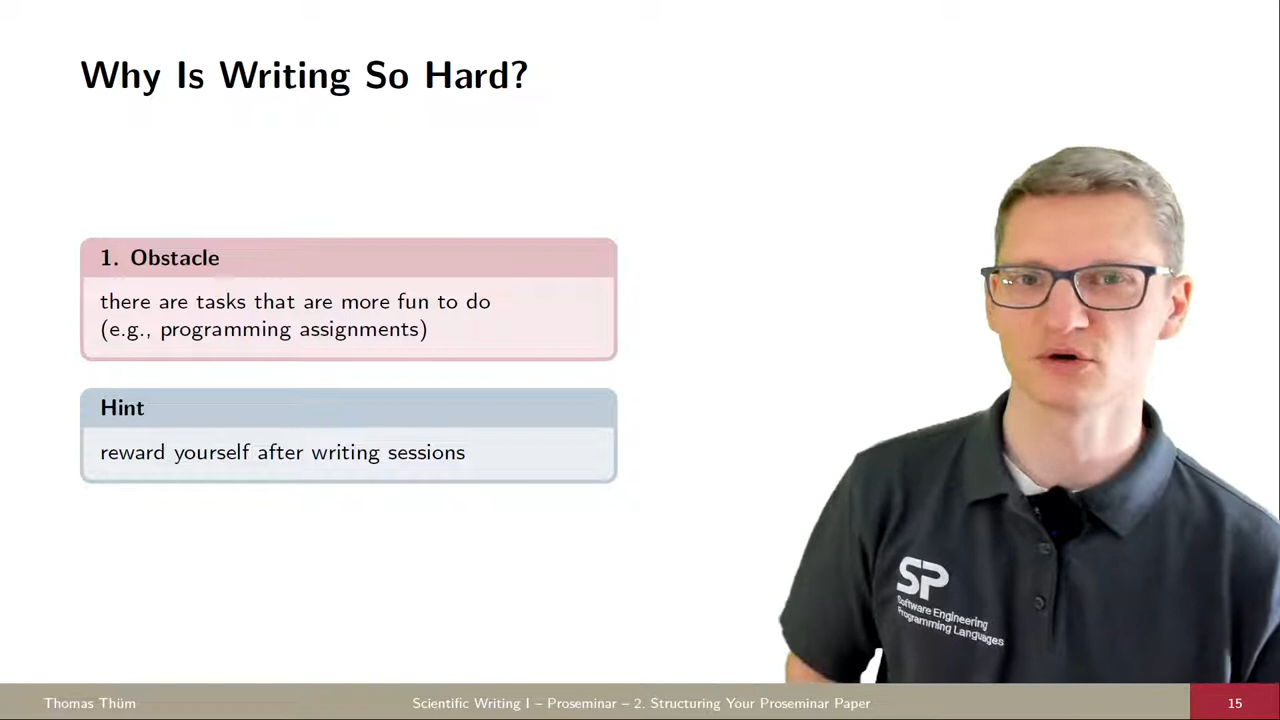 Why Is Writing So Hard?
1. Obstacle
there are tasks that are more fun to do
(e.g., programming assignments)
Hint
reward yourself after writing sessions
SP
Software Engineering
Programming Languages
Thomas Thüm
Scientific Writing I – Proseminar – 2. Structuring Your Proseminar Paper
15